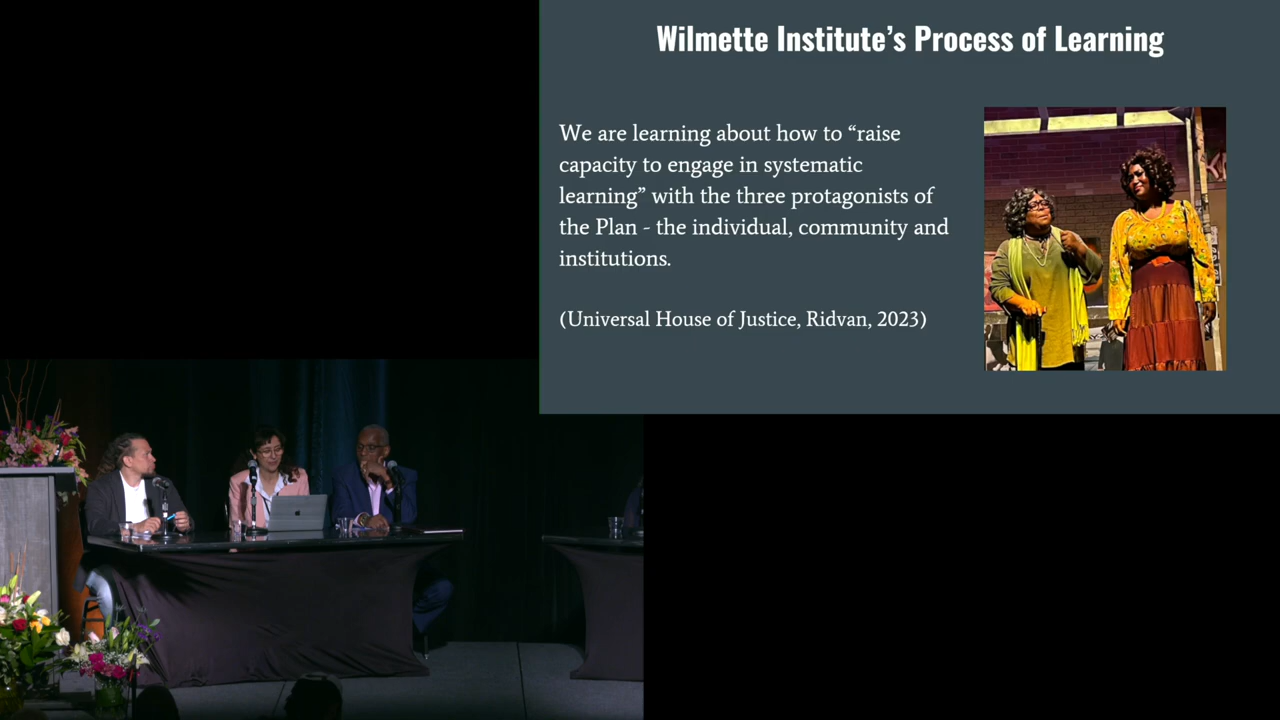 Wilmette Institute's Process of Learning
We are learning about how to “raise
capacity to engage in systematic
learning” with the three protagonists of
the Plan - the individual, community and
institutions.
(Universal House of Justice, Ridvan, 2023)